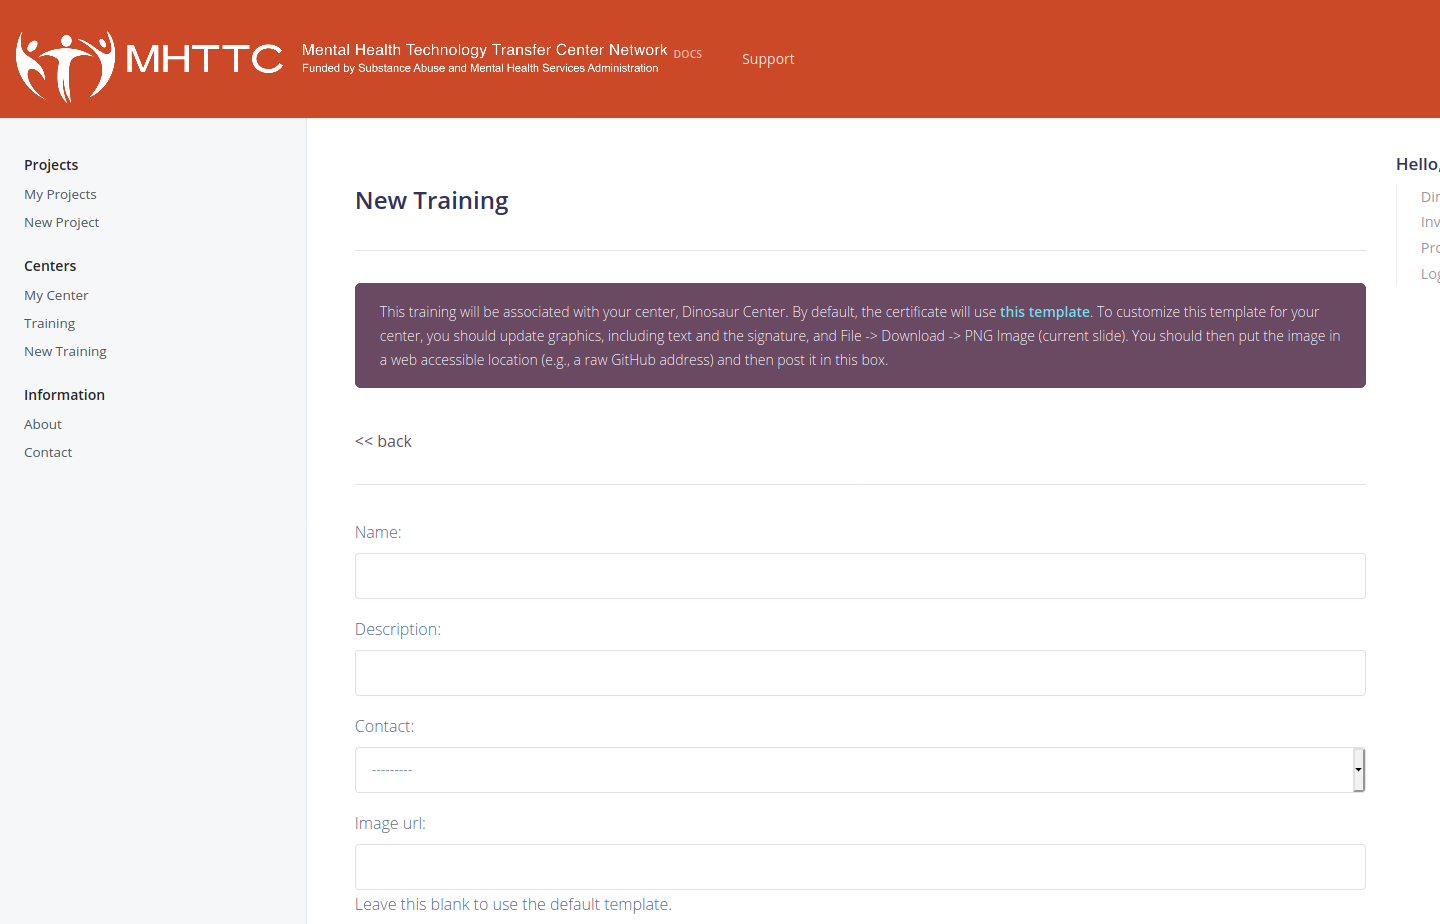 MHTTC
Mental Health Technology Transfer Center Network DOCS
Funded by Substance Abuse and Mental Health Services Administration
Support
Projects
My Projects
New Project
Centers
My Center
Training
New Training
Information
About
Contact
New Training
This training will be associated with your center, Dinosaur Center. By default, the certificate will use this template. To customize this template for your
center, you should update graphics, including text and the signature, and File -> Download -> PNG Image (current slide). You should then put the image in
a web accessible location (e.g., a raw GitHub address) and then post it in this box.
<< back
Name:
Description:
Contact:
---------
Image url:
Leave this blank to use the default template.
Hello,